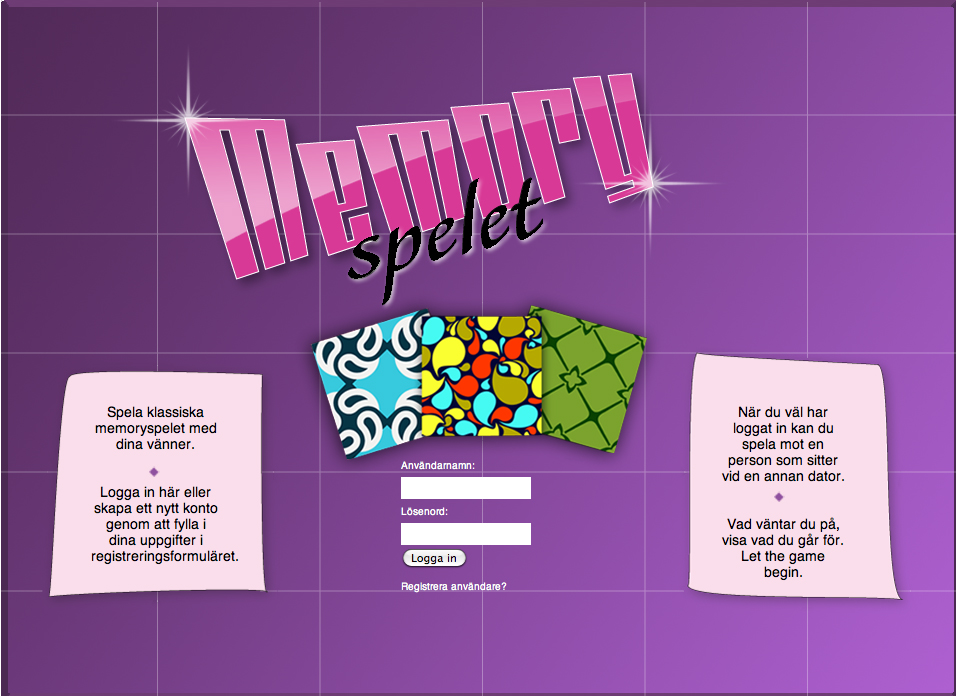 Memory
spelet
Spela klassiska
memoryspelet med
dina vänner.
Logga in här eller
skapa ett nytt konto
genom att fylla i
dina uppgifter i
registreringsformuläret.
Användarnamn:
Lösenord:
Logga in
Registrera användare?
När du väl har
loggat in kan du
spela mot en
person som sitter
vid en annan dator.
Vad väntar du på,
visa vad du går för.
Let the game
begin.